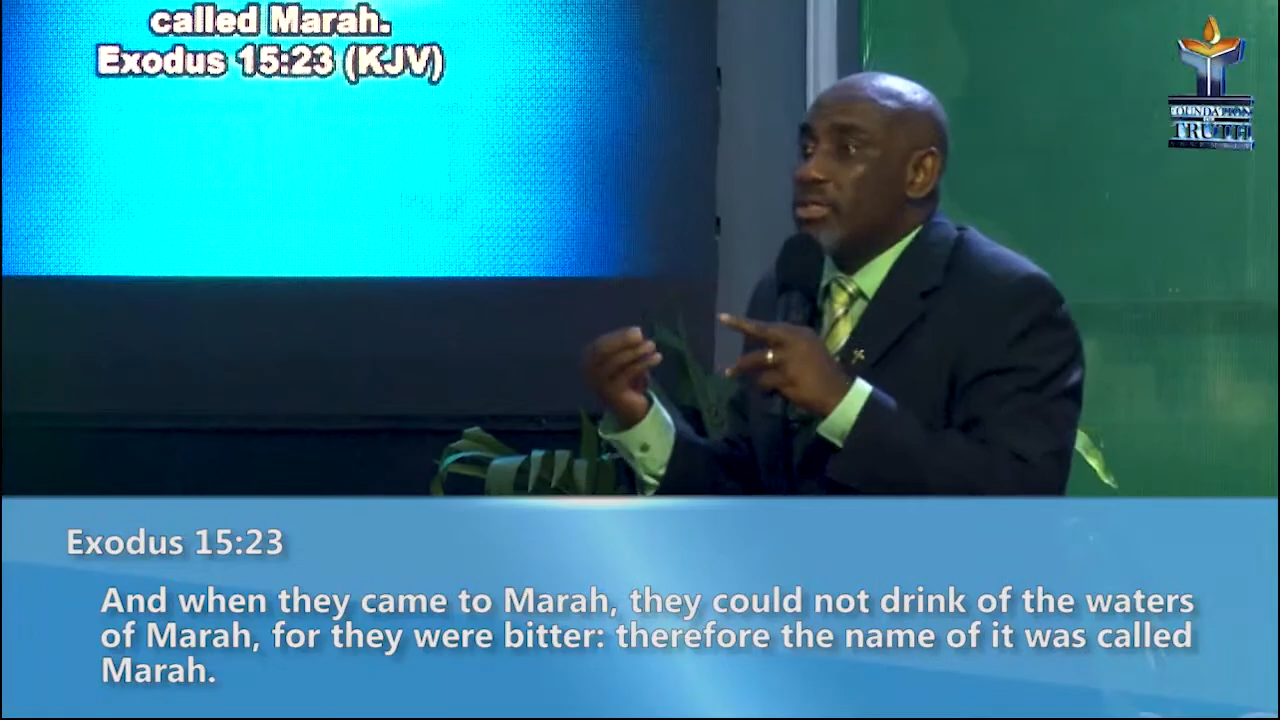 called Marah.
Exodus 15:23 (KJV)
FOUNDATION
TRUTH
Exodus 15:23
And when they came to Marah, they could not drink of the waters
of Marah, for they were bitter: therefore the name of it was called
Marah.